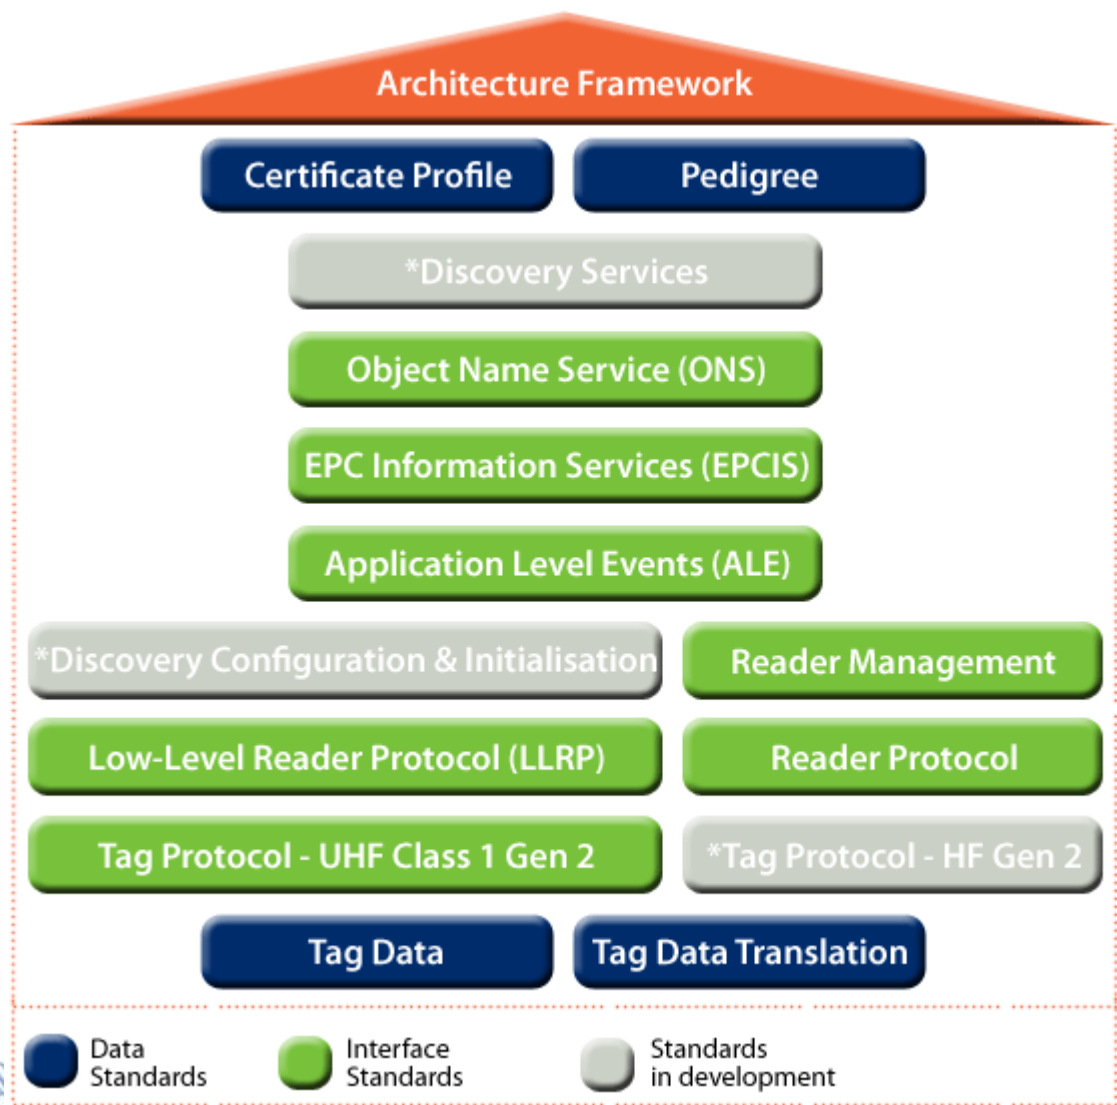 Architecture Framework
Certificate Profile
Pedigree
*Discovery Services
Object Name Service (ONS)
EPC Information Services (EPCIS)
Application Level Events (ALE)
*Discovery Configuration & Initialisation
Reader Management
Low-Level Reader Protocol (LLRP)
Reader Protocol
Tag Protocol - UHF Class 1 Gen 2
*Tag Protocol - HF Gen 2
Tag Data
Tag Data Translation
Data
Standards
Interface
Standards
Standards
in development